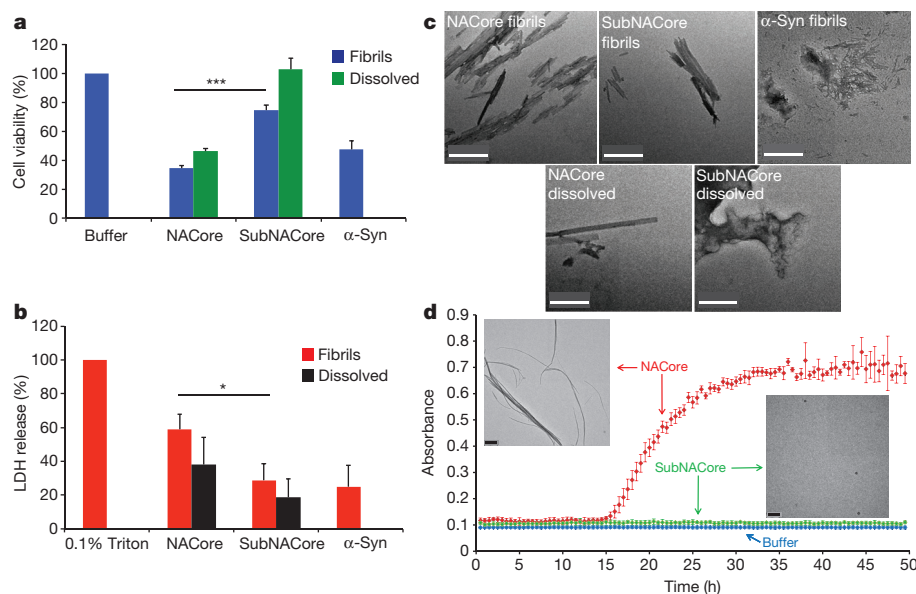 a
Cell viability (%)
120
100
80
60
40
20
0
Fibrils
Dissolved
***
Buffer NACore SubNACore α-Syn
b
LDH release (%)
120
100
80
60
40
20
0
Fibrils
Dissolved
*
0.1% Triton NACore SubNACore α-Syn
c
NACore fibrils
SubNACore
fibrils
α-Syn fibrils
NACore
dissolved
SubNACore
dissolved
d
Absorbance
0.9
0.8
0.7
0.6
0.5
0.4
0.3
0.2
0.1
0
NACore
SubNACore
Buffer
0 5 10 15 20 25 30 35 40 45 50
Time (h)